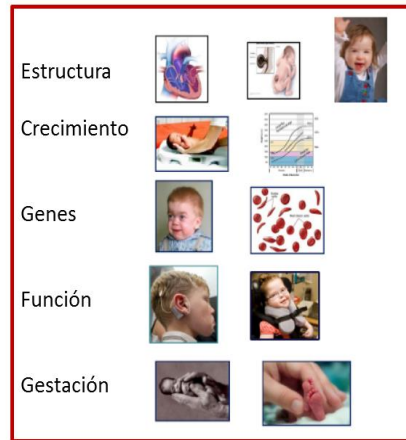 Estructura
Crecimiento
Genes
Función
Gestación